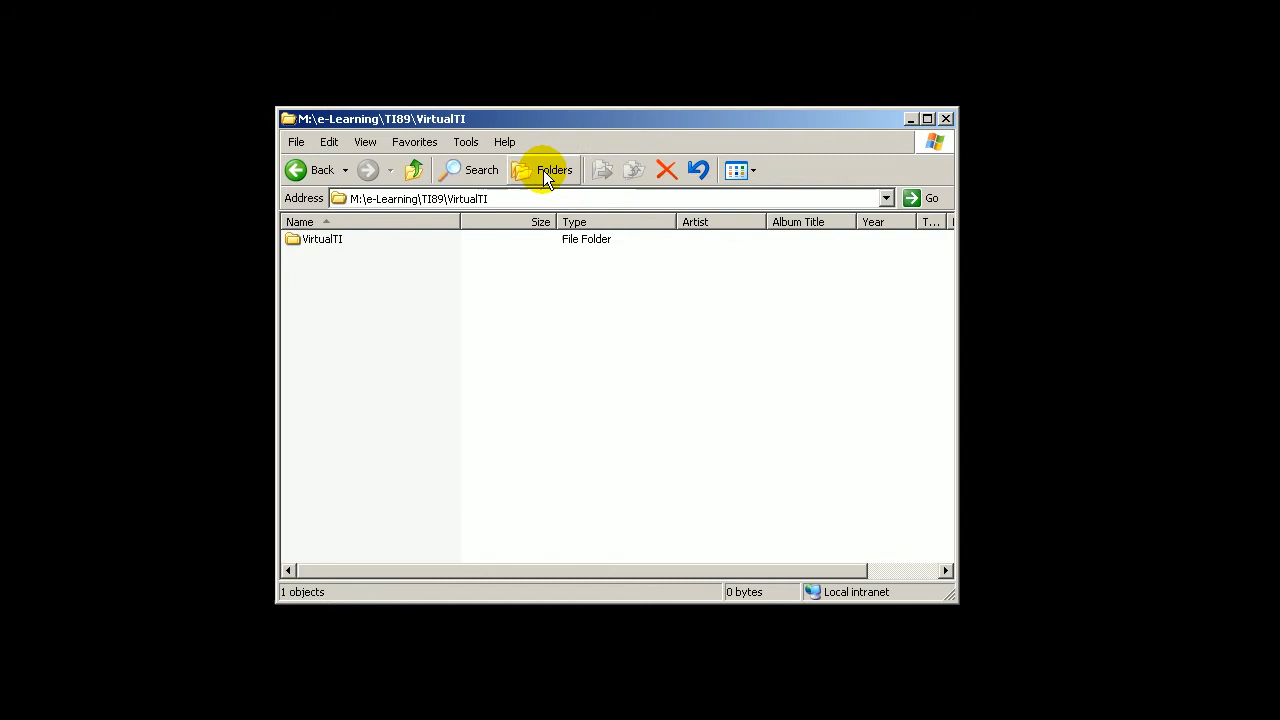 M:\e-Learning\TI89\VirtualTI
File Edit View Favorites Tools Help
Back Search Folders
Address M:\e-Learning\TI89\VirtualTI Go
Name Size Type Artist Album Title Year T...
VirtualTI File Folder
1 objects 0 bytes Local intranet